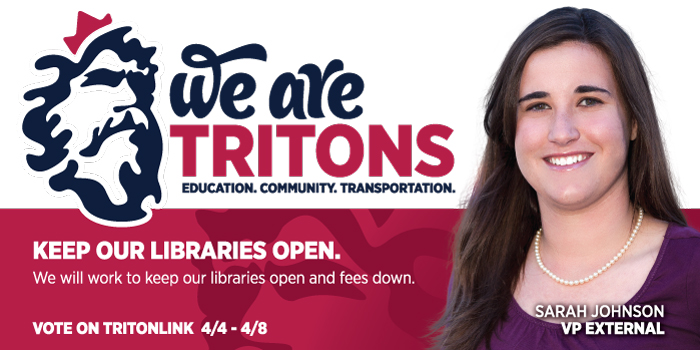 we are
TRITONS
EDUCATION. COMMUNITY. TRANSPORTATION.
KEEP OUR LIBRARIES OPEN.
We will work to keep our libraries open and fees down.
VOTE ON TRITONLINK 4/4 - 4/8
SARAH JOHNSON
VP EXTERNAL